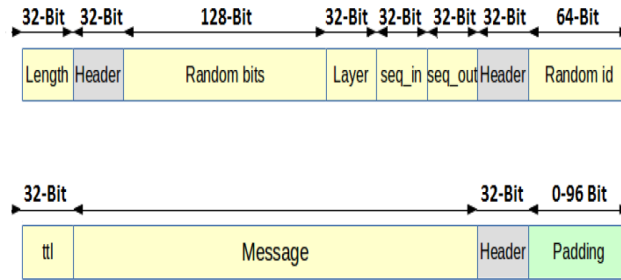 32-Bit 32-Bit 128-Bit 32-Bit 32-Bit 32-Bit 32-Bit 64-Bit
Length Header Random bits Layer seq_in seq_out Header Random id
32-Bit 32-Bit 0-96 Bit
ttl Message Header Padding